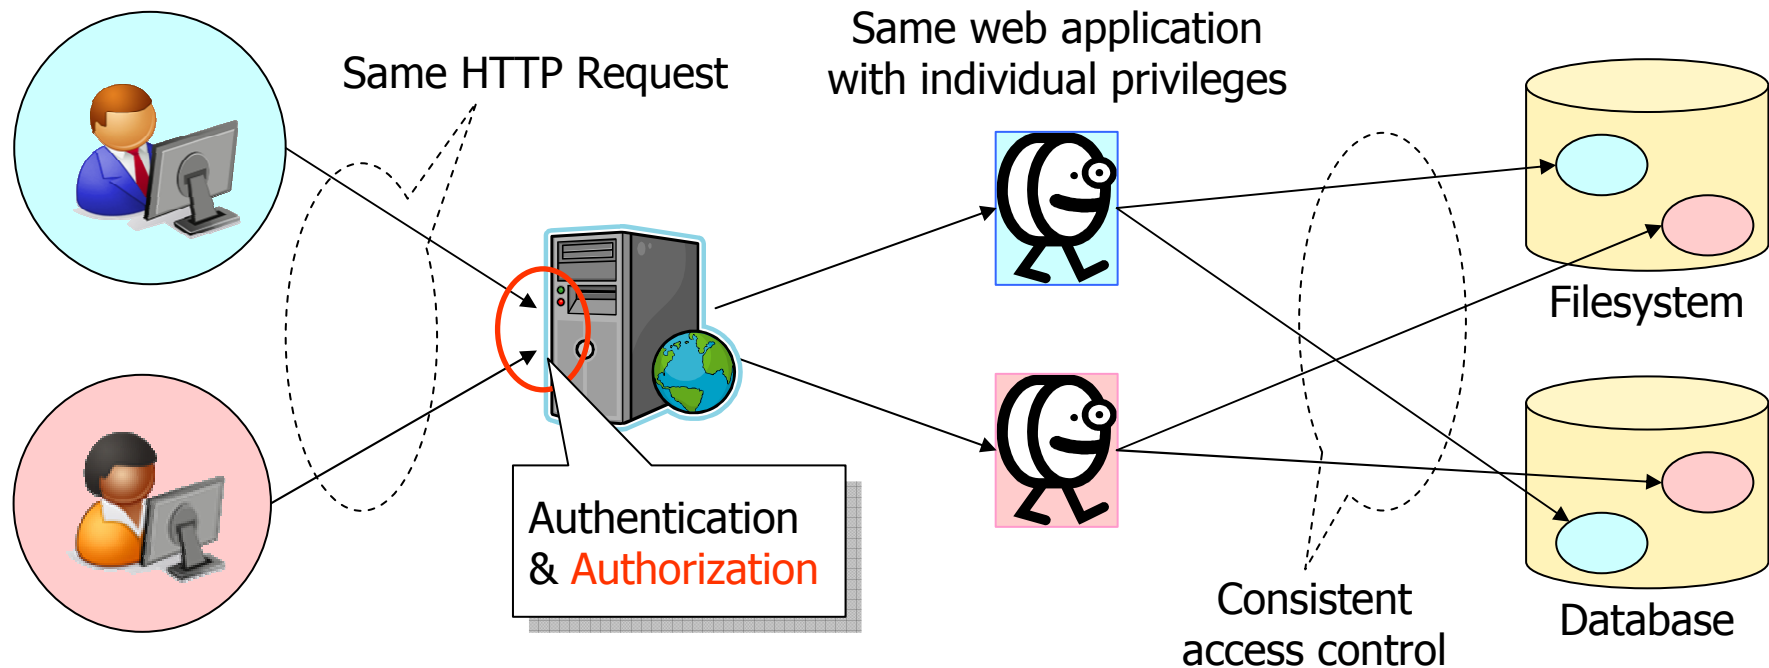 Same HTTP Request
Same web application
with individual privileges
Authentication
& Authorization
Filesystem
Consistent
access control
Database